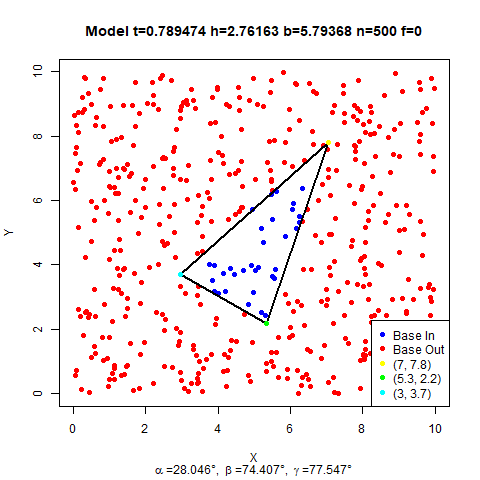 Model t=0.789474 h=2.76163 b=5.79368 n=500 f=0
10
8
6
4
2
0
Y
Base In
Base Out
(7, 7.8)
(5.3, 2.2)
(3, 3.7)
0 2 4 6 8 10
X
α=28.046°, β=74.407°, γ=77.547°